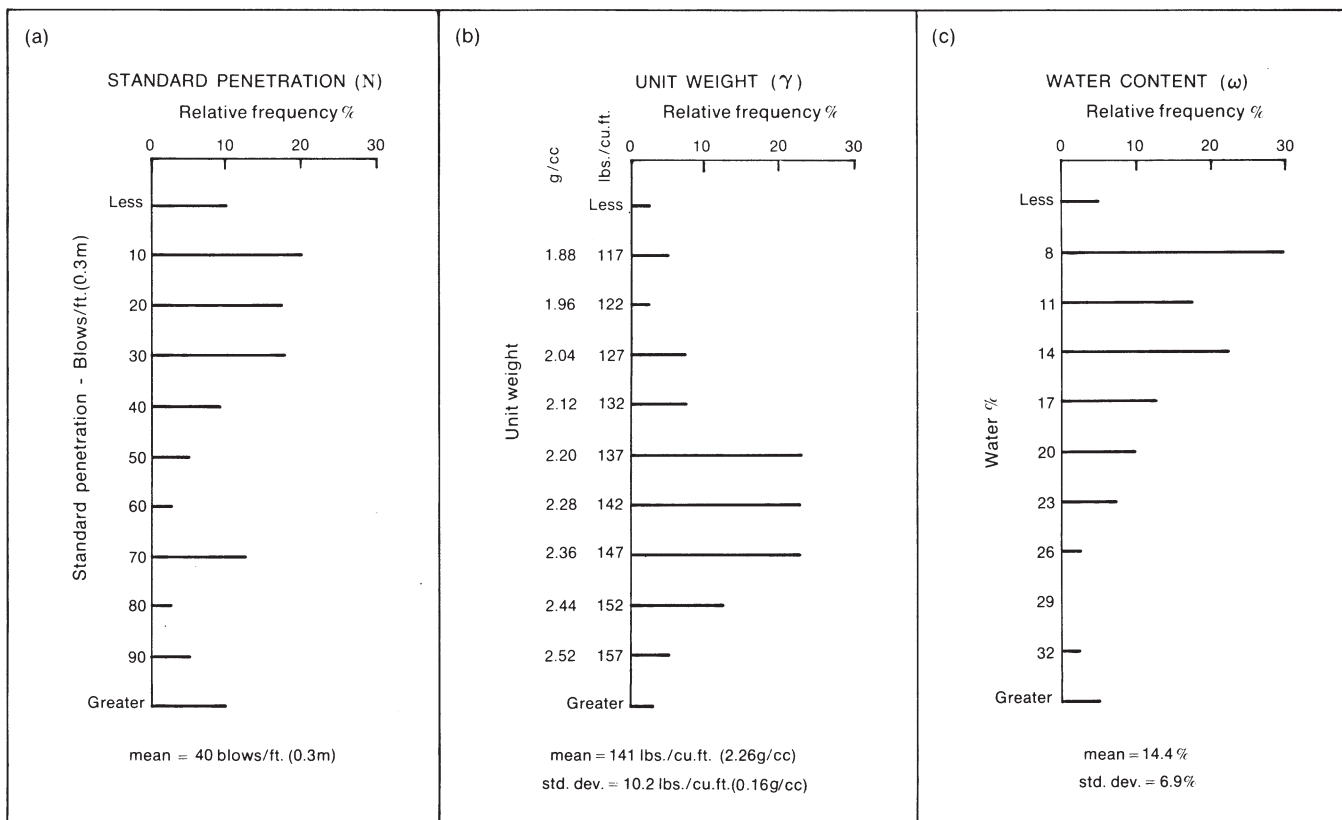 (a)
STANDARD PENETRATION (N)
Relative frequency %
0 10 20 30
Standard penetration - Blows/ft.(0.3m)
Less
10
20
30
40
50
60
70
80
90
Greater
mean = 40 blows/ft. (0.3m)
(b)
UNIT WEIGHT (γ)
Relative frequency %
g/cc lbs./cu.ft.
0 10 20 30
Unit weight
Less
1.88 117
1.96 122
2.04 127
2.12 132
2.20 137
2.28 142
2.36 147
2.44 152
2.52 157
Greater
mean = 141 lbs./cu.ft. (2.26g/cc)
std. dev. = 10.2 lbs./cu.ft.(0.16g/cc)
(c)
WATER CONTENT (ω)
Relative frequency %
0 10 20 30
Water %
Less
8
11
14
17
20
23
26
29
32
Greater
mean = 14.4 %
std. dev. = 6.9%